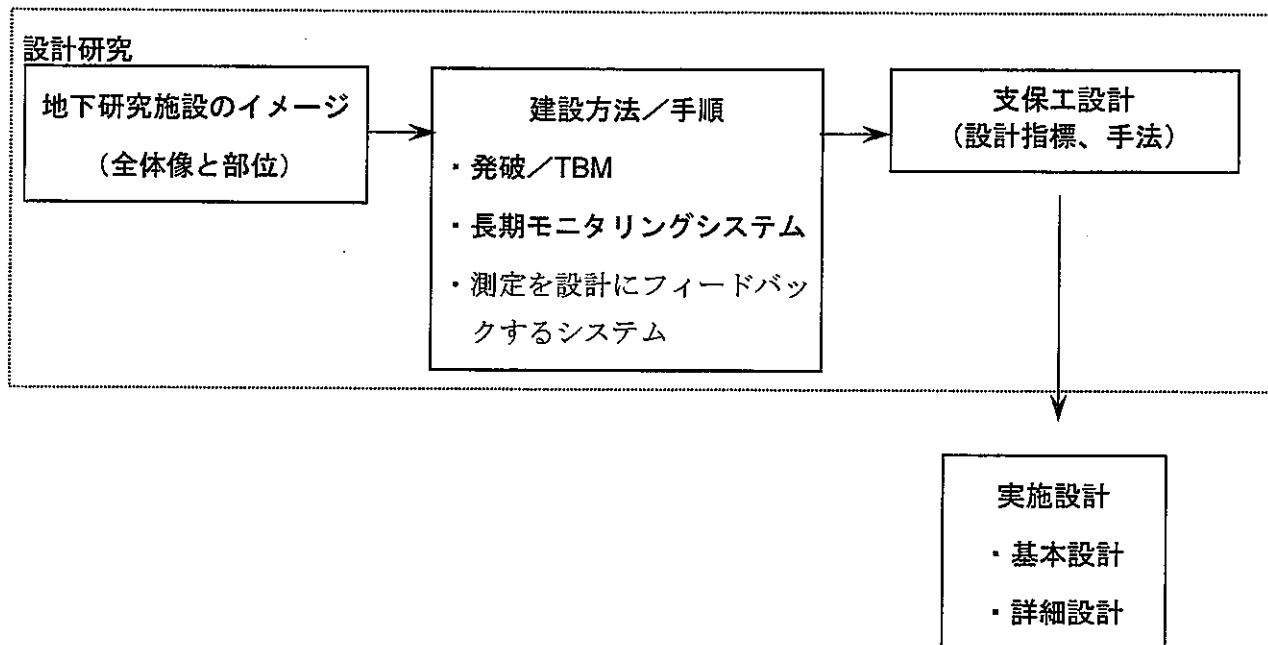 設計研究
地下研究施設のイメージ
（全体像と部位）
建設方法／手順
・発破／TBM
・長期モニタリングシステム
・測定を設計にフィードバッ
クするシステム
支保工設計
（設計指標、手法）
実施設計
・基本設計
・詳細設計